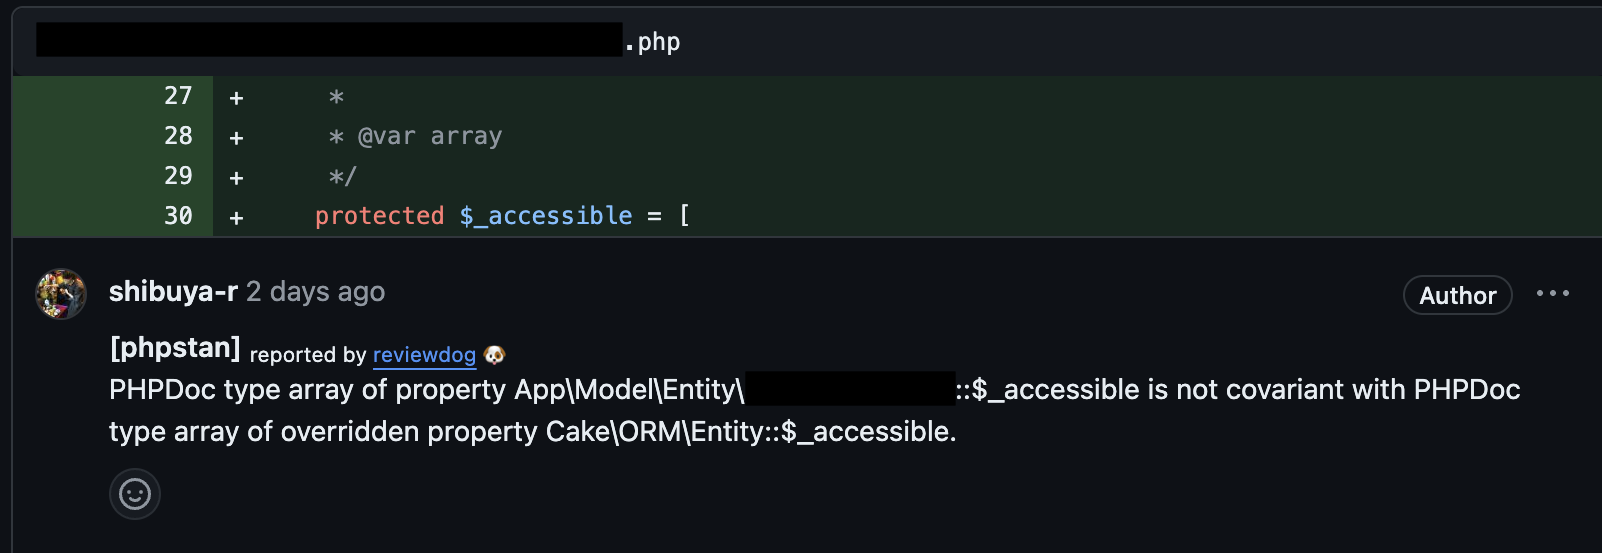 .php
27 + *
28 + * @var array
29 + */
30 + protected $_accessible = [
shibuya-r 2 days ago
Author
[phpstan] reported by reviewdog 🐶
PHPDoc type array of property App\Model\Entity\ ::$_accessible is not covariant with PHPDoc
type array of overridden property Cake\ORM\Entity::$_accessible.